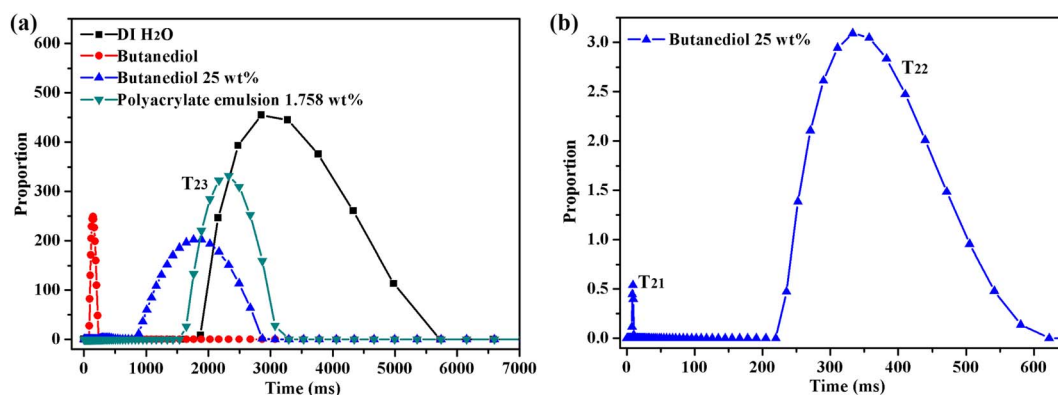 (a)
DI H2O
Butanediol
Butanediol 25 wt%
Polyacrylate emulsion 1.758 wt%
T23
Proportion
600
500
400
300
200
100
0
0 1000 2000 3000 4000 5000 6000 7000
Time (ms)
(b)
Butanediol 25 wt%
T22
T21
Proportion
3.0
2.5
2.0
1.5
1.0
0.5
0.0
0 100 200 300 400 500 600
Time (ms)